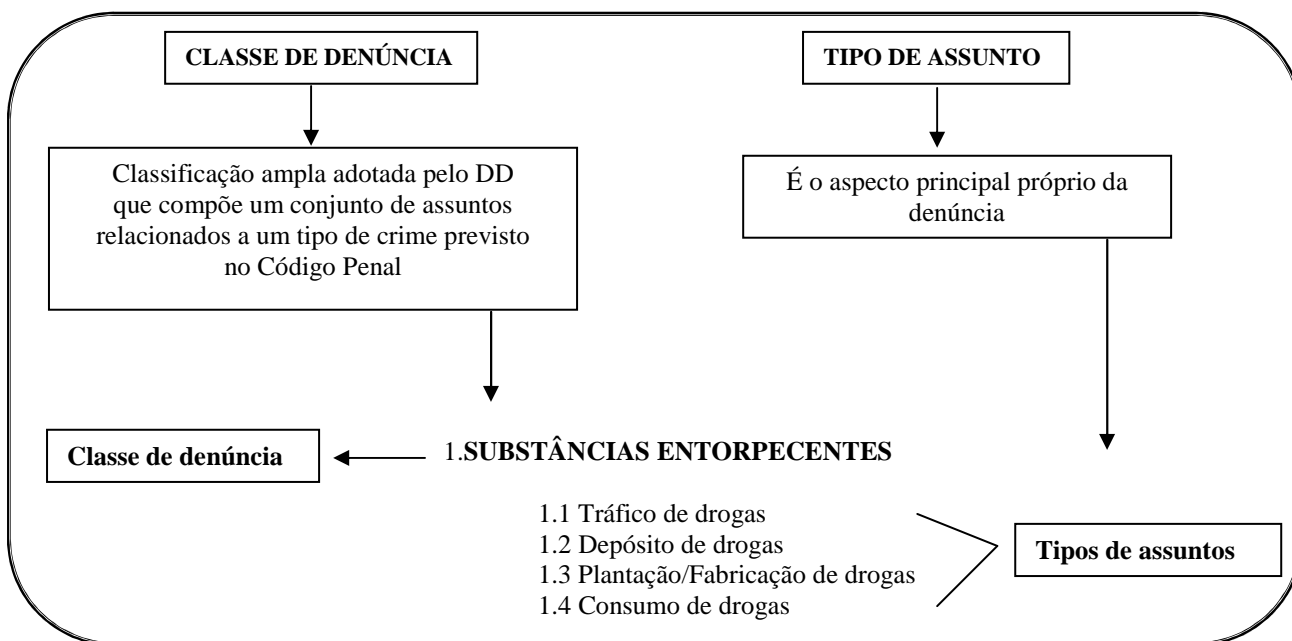 CLASSE DE DENÚNCIA
TIPO DE ASSUNTO
Classificação ampla adotada pelo DD
que compõe um conjunto de assuntos
relacionados a um tipo de crime previsto
no Código Penal
É o aspecto principal próprio da
denúncia
Classe de denúncia
1.SUBSTÂNCIAS ENTORPECENTES
1.1 Tráfico de drogas
1.2 Depósito de drogas
1.3 Plantação/Fabricação de drogas
1.4 Consumo de drogas
Tipos de assuntos